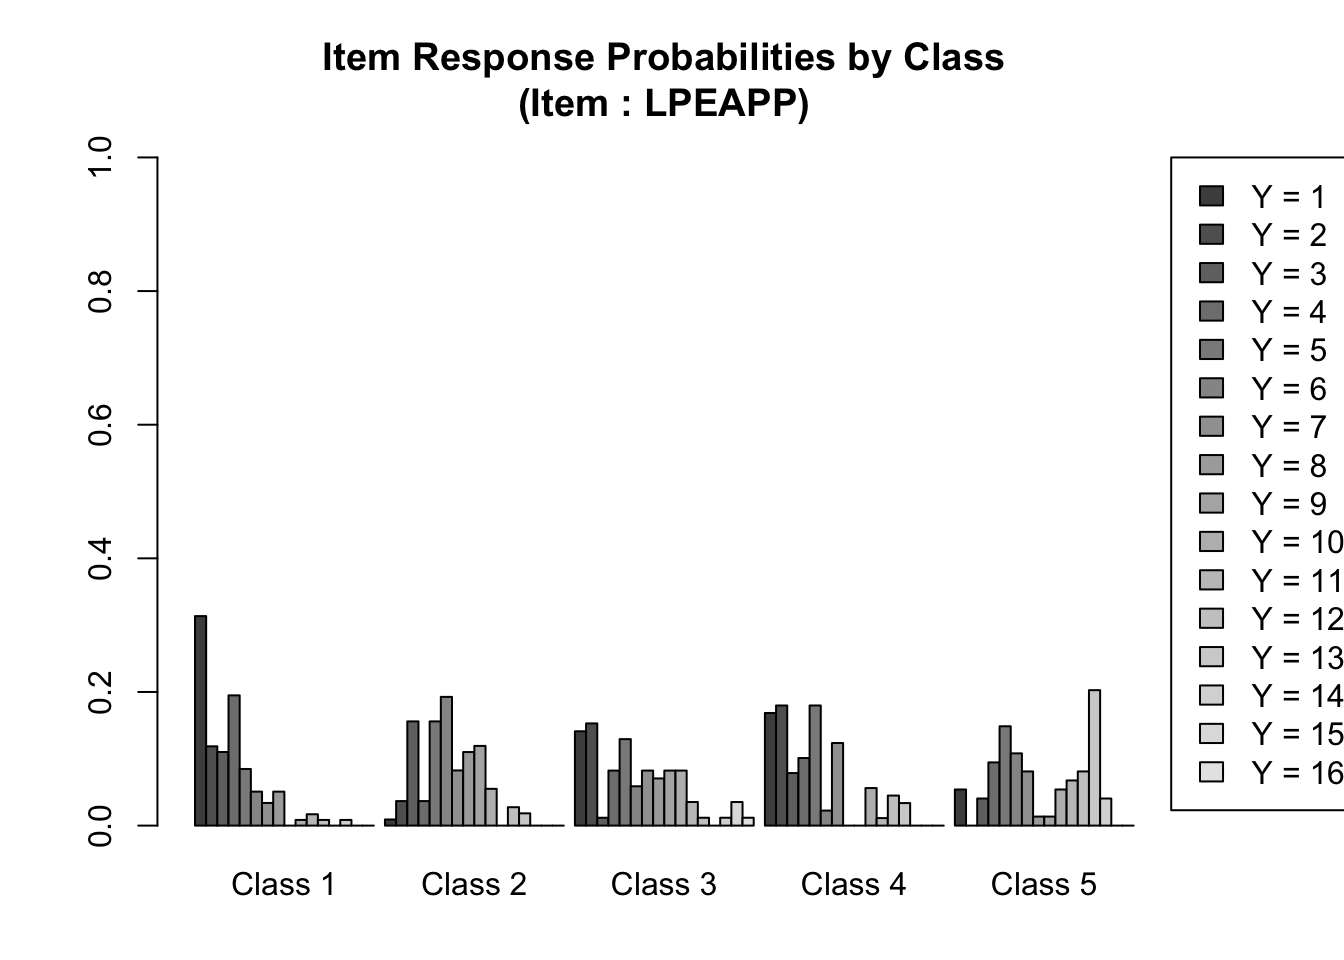 Item Response Probabilities by Class
(Item : LPEAPP)
1.0
0.8
0.6
0.4
0.2
0.0
Class 1
Class 2
Class 3
Class 4
Class 5
Y = 1
Y = 2
Y = 3
Y = 4
Y = 5
Y = 6
Y = 7
Y = 8
Y = 9
Y = 10
Y = 11
Y = 12
Y = 13
Y = 14
Y = 15
Y = 16